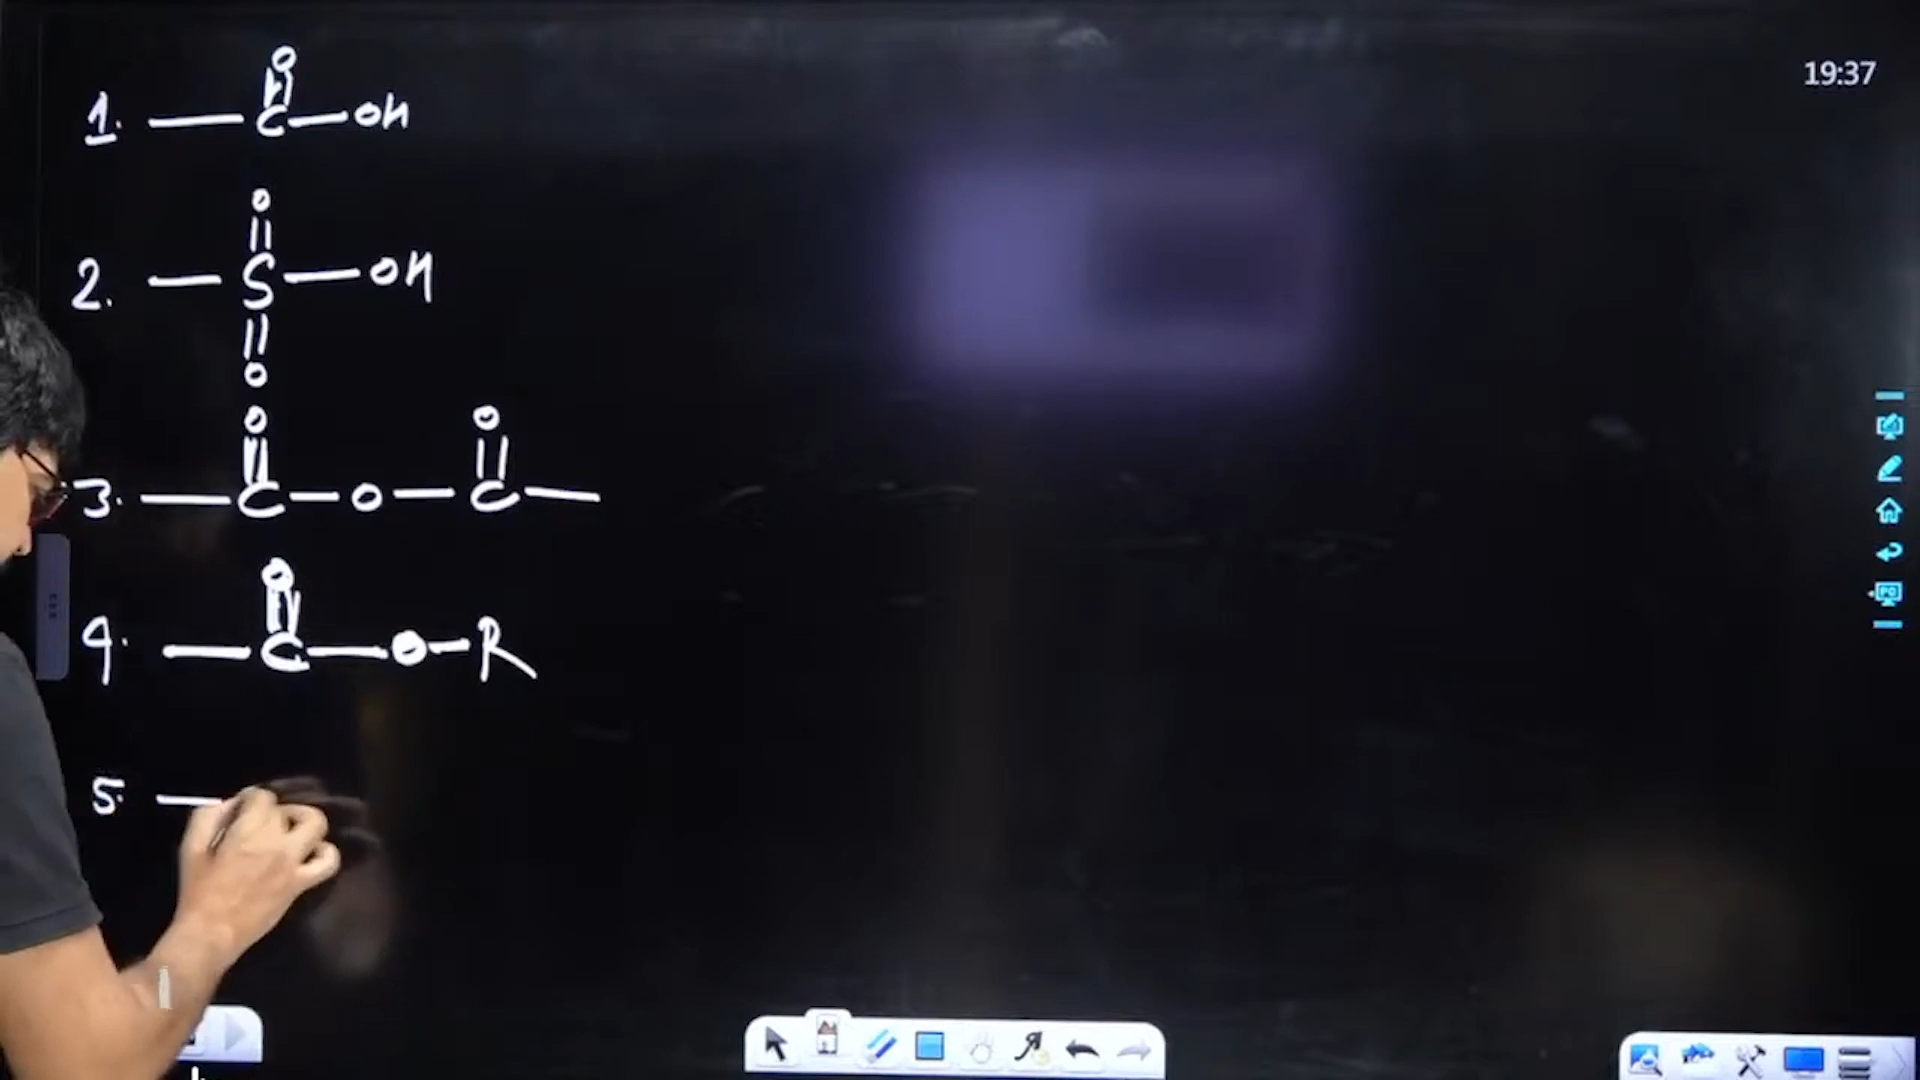 19:37
O
1. — C — OH
O
2. — S — OH
O
O O
3. — C — O — C —
O
4. — C — O — R
5. —